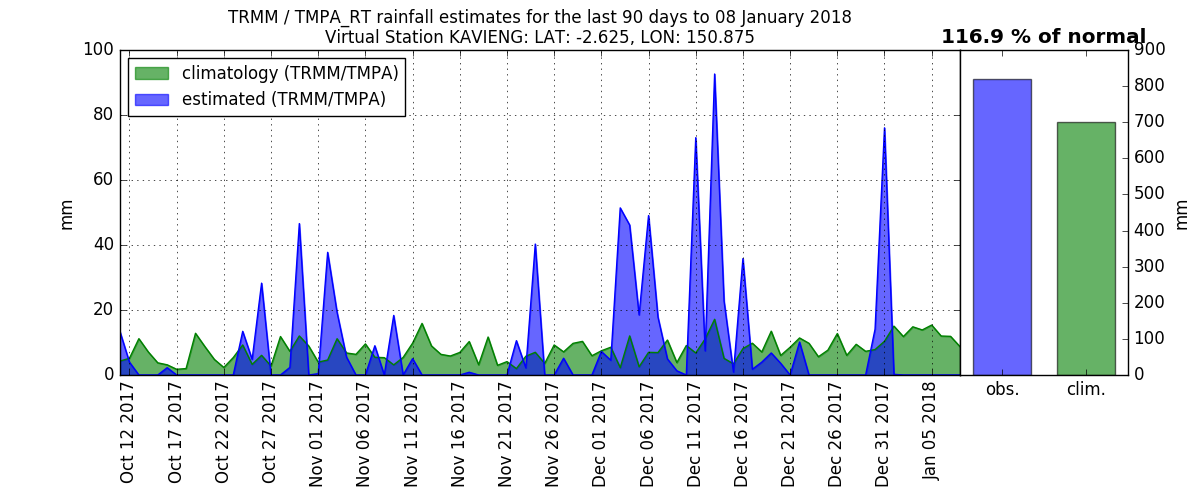 TRMM / TMPA_RT rainfall estimates for the last 90 days to 08 January 2018
Virtual Station KAVIENG: LAT: -2.625, LON: 150.875
116.9 % of normal
climatology (TRMM/TMPA)
estimated (TRMM/TMPA)
mm
100
80
60
40
20
0
Oct 12 2017
Oct 17 2017
Oct 22 2017
Oct 27 2017
Nov 01 2017
Nov 06 2017
Nov 11 2017
Nov 16 2017
Nov 21 2017
Nov 26 2017
Dec 01 2017
Dec 06 2017
Dec 11 2017
Dec 16 2017
Dec 21 2017
Dec 26 2017
Dec 31 2017
Jan 05 2018
obs.
clim.
900
800
700
600
500
400
300
200
100
0
mm